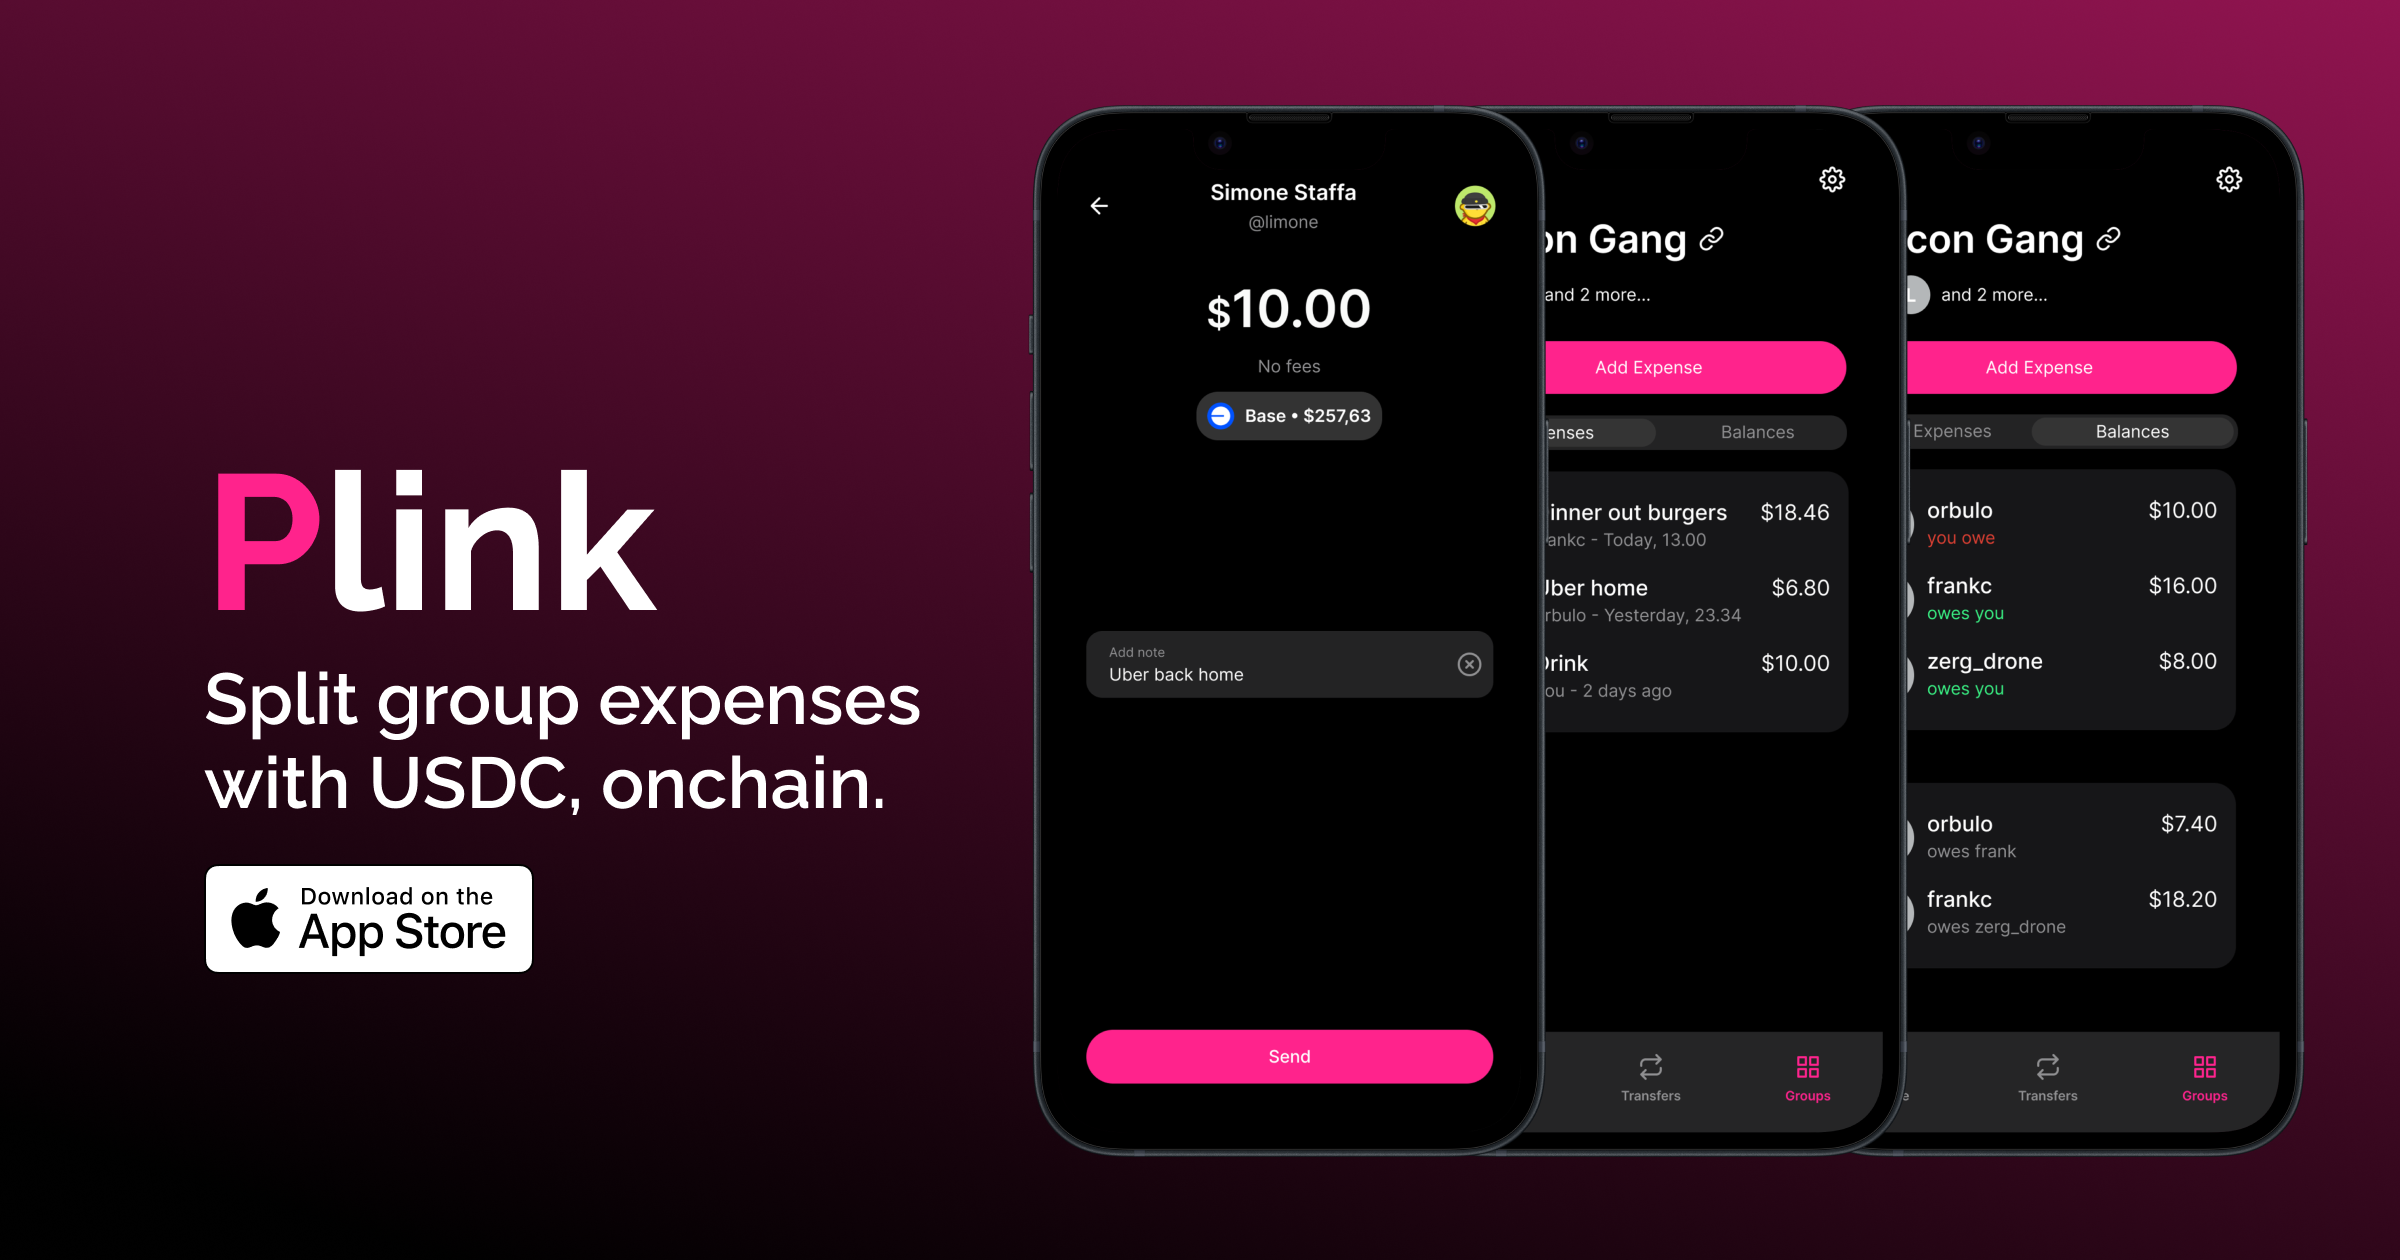 Plink
Split group expenses
with USDC, onchain.
Download on the
App Store
Simone Staffa
@limone
$10.00
No fees
Base • $257,63
Add note
Uber back home
Send
on Gang
and 2 more...
Add Expense
enses Balances
inner out burgers $18.46
ankc - Today, 13.00
Uber home $6.80
rbulo - Yesterday, 23.34
Drink $10.00
ou - 2 days ago
Transfers Groups
con Gang
L and 2 more...
Add Expense
Expenses Balances
orbulo $10.00
you owe
frankc $16.00
owes you
zerg_drone $8.00
owes you
orbulo $7.40
owes frank
frankc $18.20
owes zerg_drone
e Transfers Groups